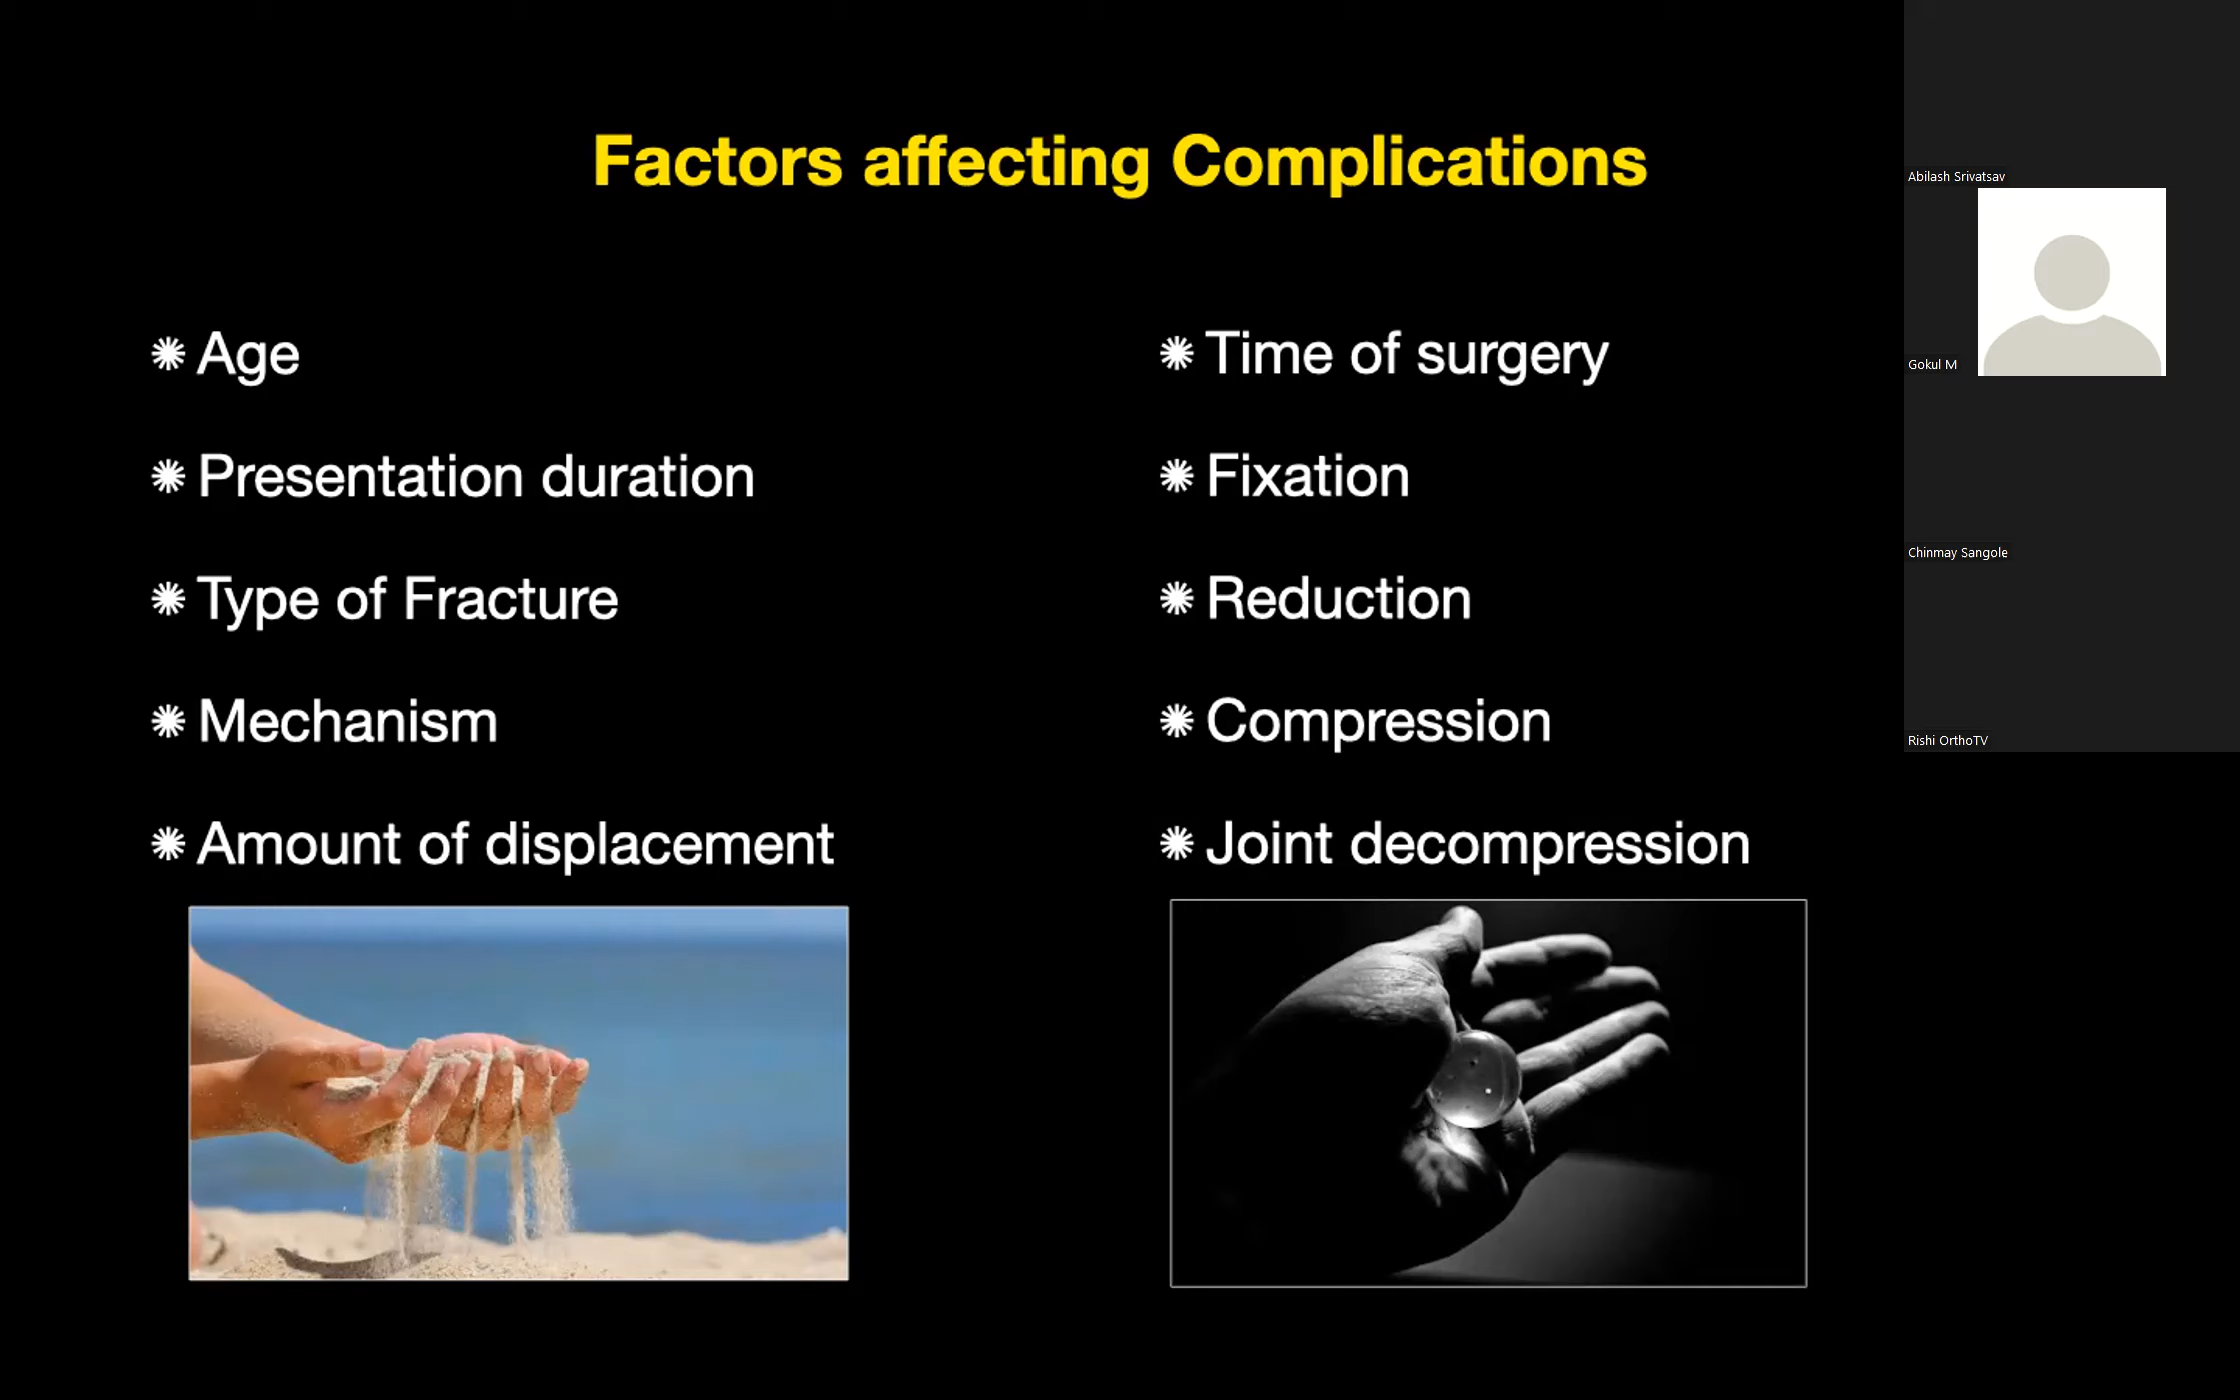 Factors affecting Complications
Age
Presentation duration
Type of Fracture
Mechanism
Amount of displacement
Time of surgery
Fixation
Reduction
Compression
Joint decompression
Abilash Srivatsav
Gokul M
Chinmay Sangole
Rishi OrthoTV